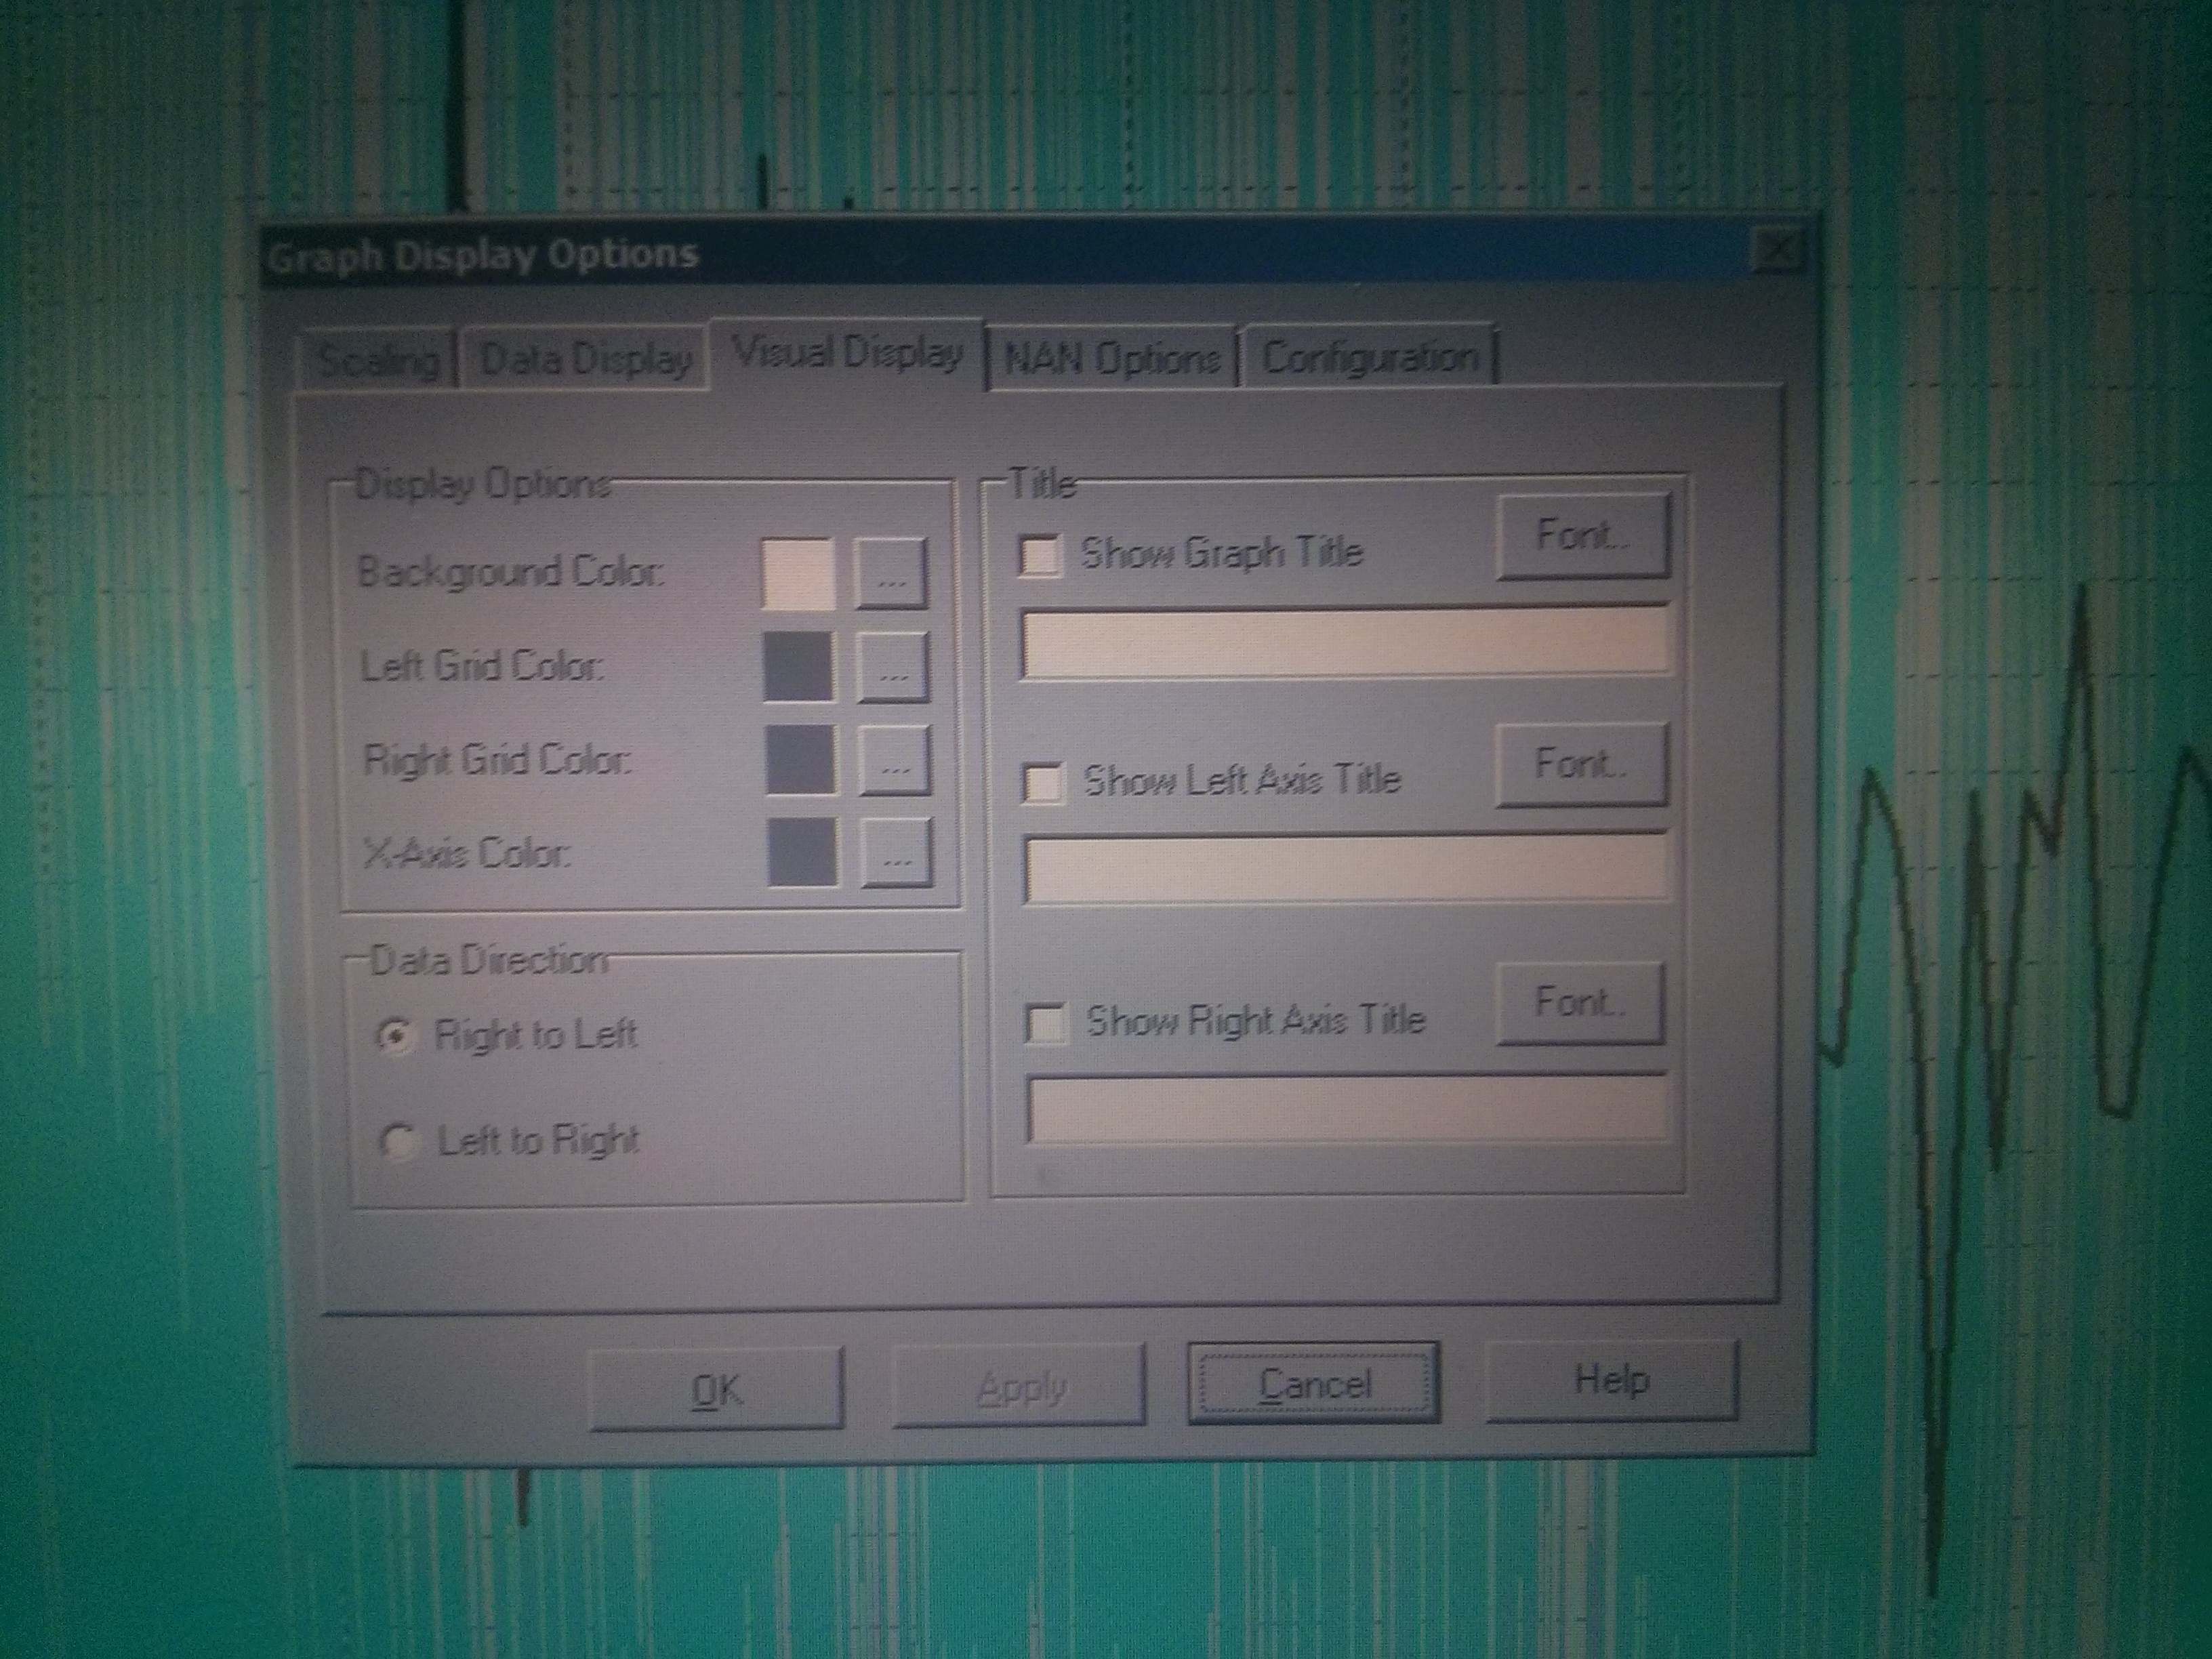 Graph Display Options
Scaling
Data Display
Visual Display
NAN Options
Configuration
Display Options
Background Color:
...
Left Grid Color:
...
Right Grid Color:
...
X-Axis Color:
...
Data Direction
Right to Left
Left to Right
Title
Show Graph Title
Font..
Show Left Axis Title
Font..
Show Right Axis Title
Font..
OK
Apply
Cancel
Help